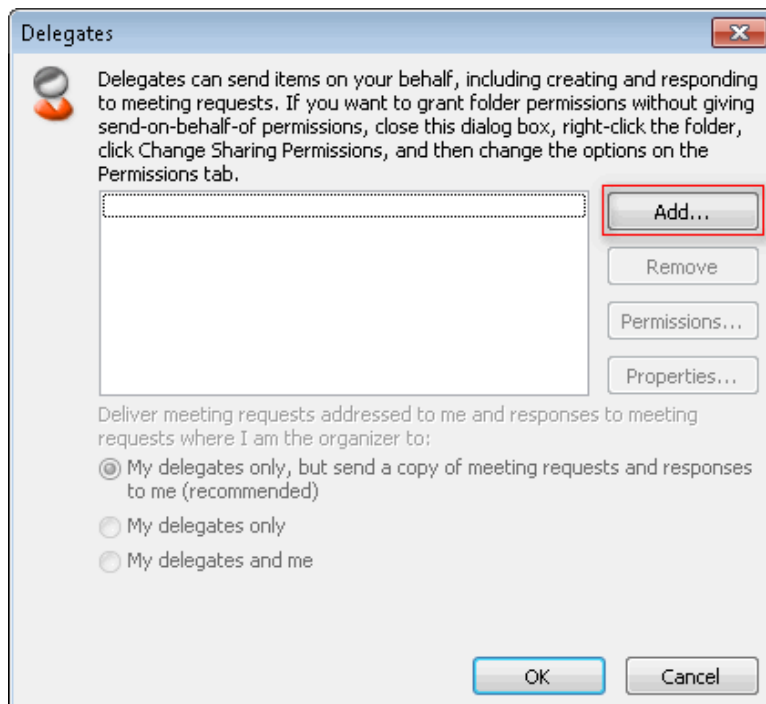 Delegates
Delegates can send items on your behalf, including creating and responding
to meeting requests. If you want to grant folder permissions without giving
send-on-behalf-of permissions, close this dialog box, right-click the folder,
click Change Sharing Permissions, and then change the options on the
Permissions tab.
Add...
Remove
Permissions...
Properties...
Deliver meeting requests addressed to me and responses to meeting
requests where I am the organizer to:
My delegates only, but send a copy of meeting requests and responses
to me (recommended)
My delegates only
My delegates and me
OK
Cancel